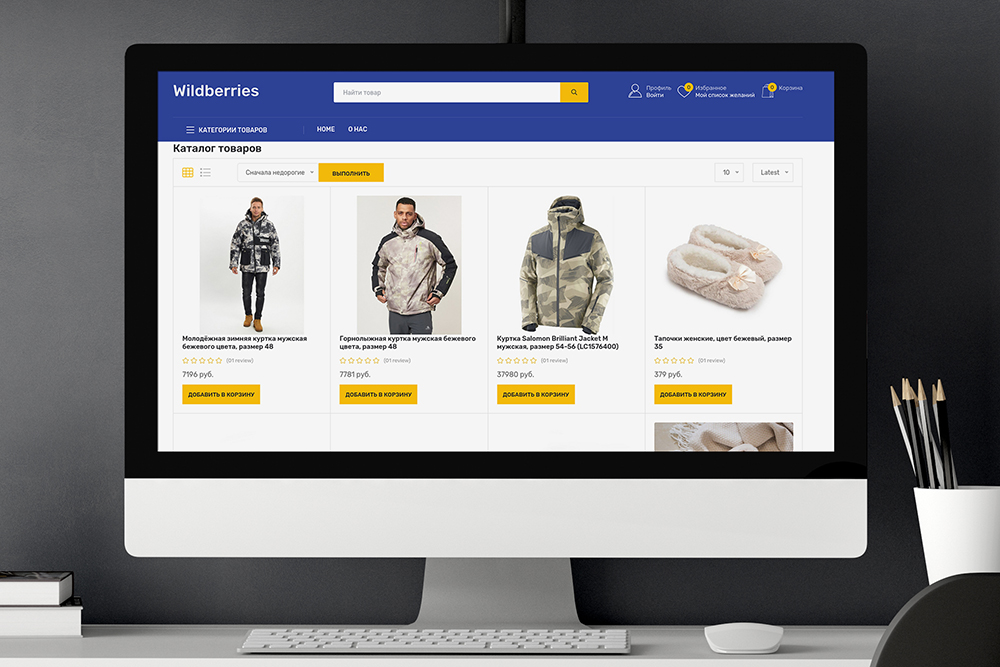 Wildberries
Найти товар
Профиль
Войти
0
Избранное
Мой список желаний
0
Корзина
КАТЕГОРИИ ТОВАРОВ
HOME
О НАС
Каталог товаров
Сначала недорогие
ВЫПОЛНИТЬ
10
Latest
Молодёжная зимняя куртка мужская
бежевого цвета, размер 48
(01 review)
7196 руб.
ДОБАВИТЬ В КОРЗИНУ
Горнолыжная куртка мужская бежевого
цвета, размер 48
(01 review)
7781 руб.
ДОБАВИТЬ В КОРЗИНУ
Куртка Salomon Brilliant Jacket M
мужская, размер 54-56 (LC1576400)
(01 review)
37980 руб.
ДОБАВИТЬ В КОРЗИНУ
Тапочки женские, цвет бежевый, размер
35
(01 review)
379 руб.
ДОБАВИТЬ В КОРЗИНУ